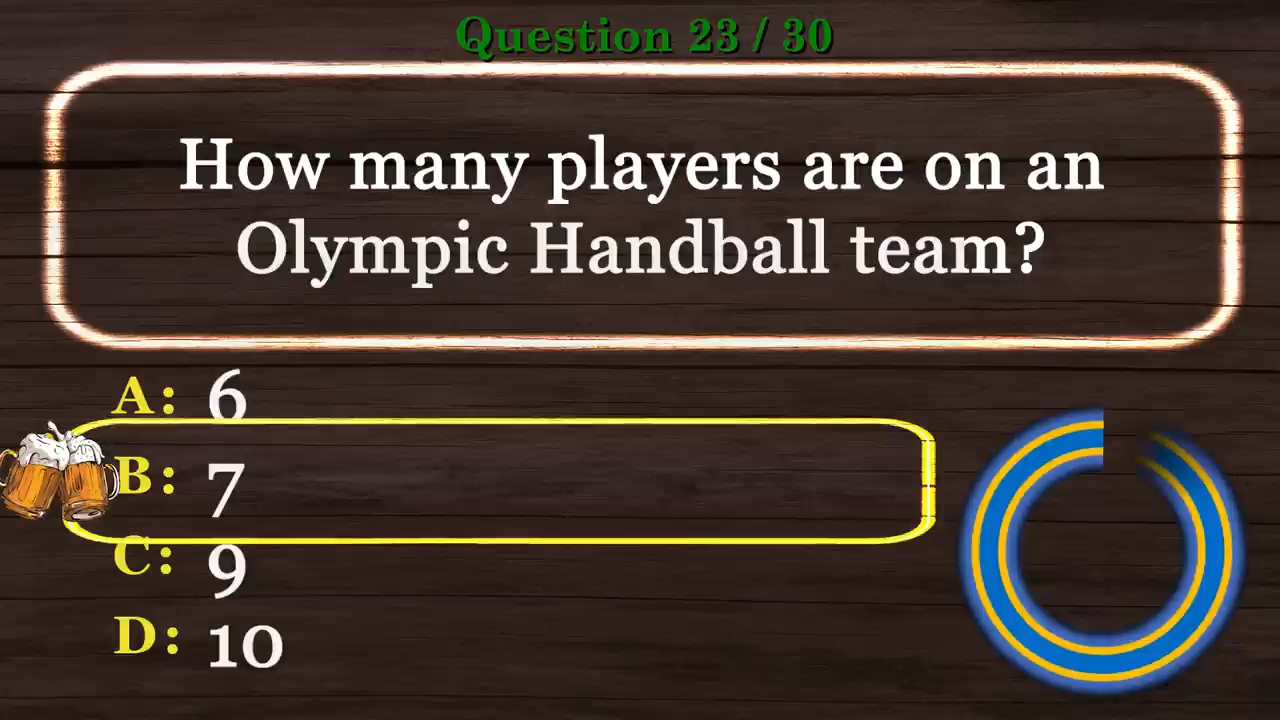 Question 23 / 30
How many players are on an
Olympic Handball team?
A: 6
B: 7
C: 9
D: 10